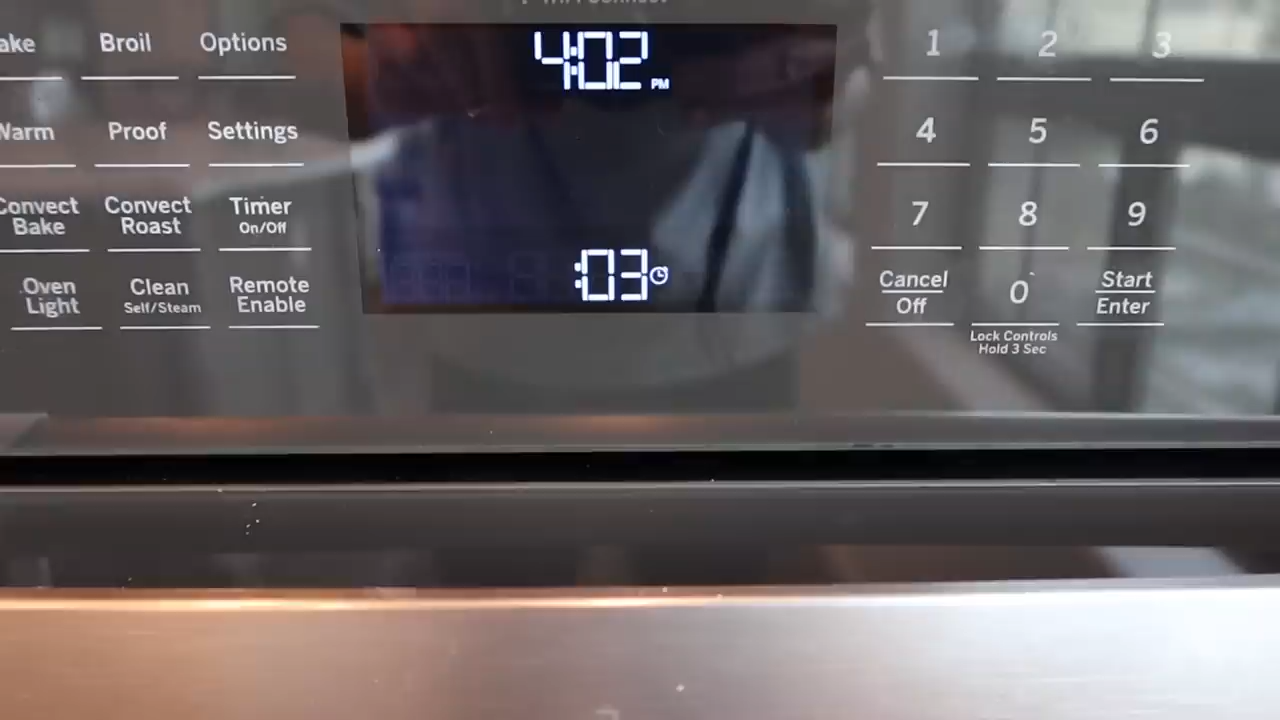 WiFi Connect
ake Broil Options
Warm Proof Settings
Convect Bake
Convect Roast
Timer On/Off
Oven Light
Clean Self/Steam
Remote Enable
4:02 PM
:03
1 2 3
4 5 6
7 8 9
Cancel Off
0
Start Enter
Lock Controls
Hold 3 Sec